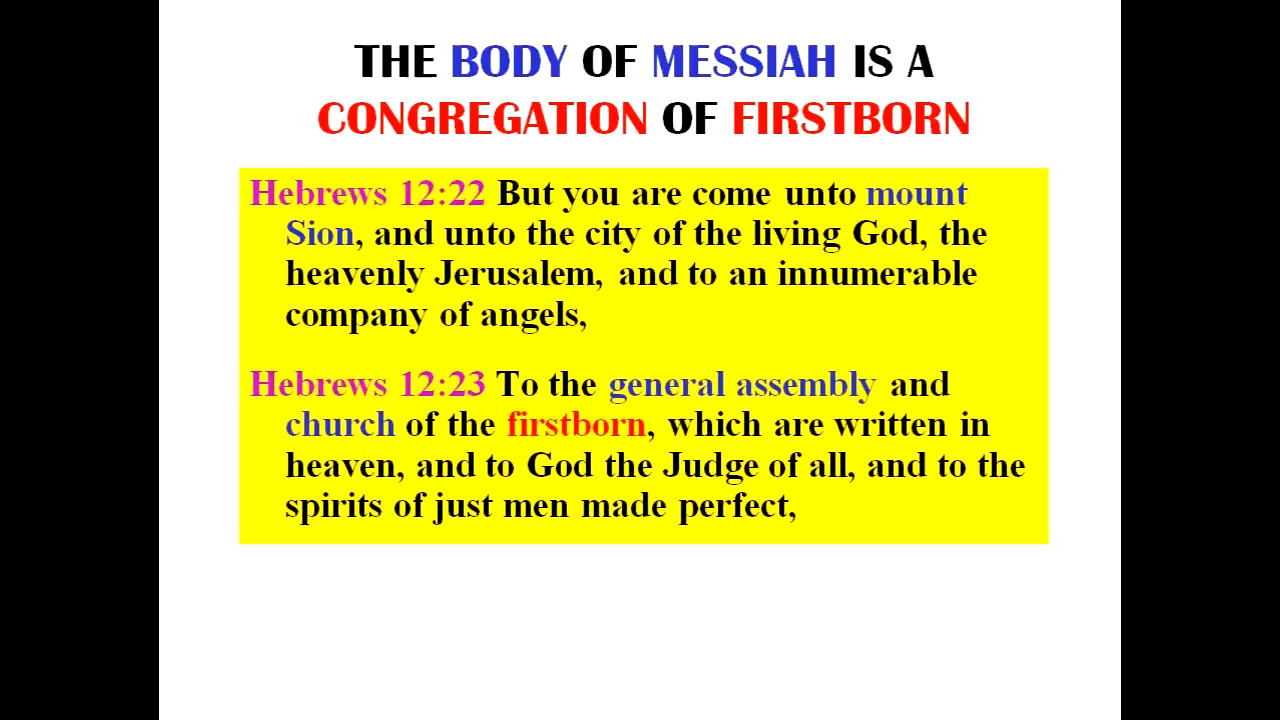 THE BODY OF MESSIAH IS A
CONGREGATION OF FIRSTBORN
Hebrews 12:22 But you are come unto mount
Sion, and unto the city of the living God, the
heavenly Jerusalem, and to an innumerable
company of angels,
Hebrews 12:23 To the general assembly and
church of the firstborn, which are written in
heaven, and to God the Judge of all, and to the
spirits of just men made perfect,